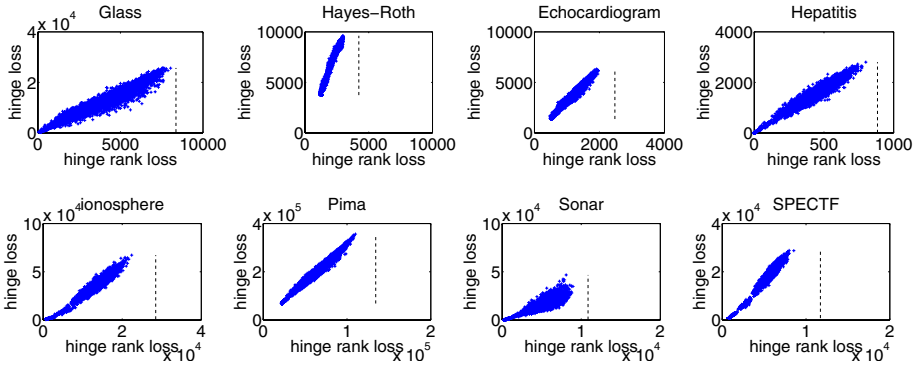 Glass
x 10^4
4
2
0
hinge loss
0 5000 10000
hinge rank loss
Hayes−Roth
10000
5000
0
hinge loss
0 5000 10000
hinge rank loss
Echocardiogram
10000
5000
0
hinge loss
0 2000 4000
hinge rank loss
Hepatitis
4000
2000
0
hinge loss
0 500 1000
hinge rank loss
ionosphere
x 10^4
10
5
0
hinge loss
0 2 4
hinge rank loss
x 10^4
Pima
x 10^5
4
2
0
hinge loss
0 1 2
hinge rank loss
x 10^5
Sonar
x 10^4
10
5
0
hinge loss
0 1 2
hinge rank loss
x 10^4
SPECTF
x 10^4
4
2
0
hinge loss
0 1 2
hinge rank loss
x 10^4